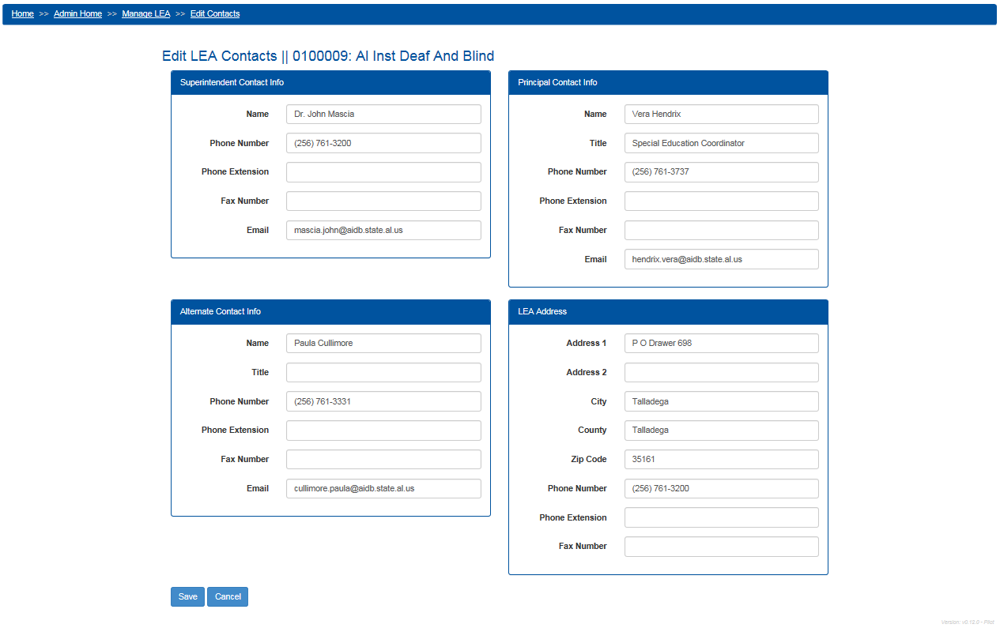 Home >> Admin Home >> Manage LEA >> Edit Contacts
Edit LEA Contacts || 0100009: Al Inst Deaf And Blind
Superintendent Contact Info
Name Dr. John Mascia
Phone Number (256) 761-3200
Phone Extension
Fax Number
Email mascia.john@aidb.state.al.us
Principal Contact Info
Name Vera Hendrix
Title Special Education Coordinator
Phone Number (256) 761-3737
Phone Extension
Fax Number
Email hendrix.vera@aidb.state.al.us
Alternate Contact Info
Name Paula Cullimore
Title
Phone Number (256) 761-3331
Phone Extension
Fax Number
Email cullimore.paula@aidb.state.al.us
LEA Address
Address 1 P O Drawer 698
Address 2
City Talladega
County Talladega
Zip Code 35161
Phone Number (256) 761-3200
Phone Extension
Fax Number
Save Cancel
Version: v0.12.0 - Pilot